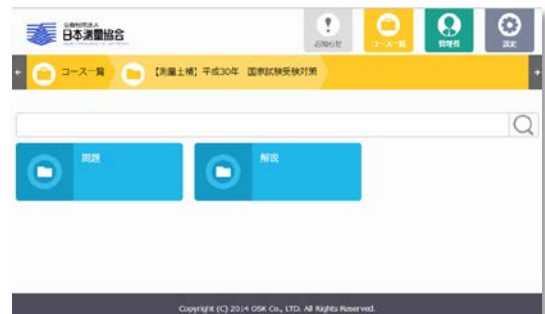 公益社団法人
日本測量協会
お知らせ
コース一覧
管理者
設定
コース一覧
【測量士補】平成30年 国家試験受験対策
問題
解説
Copyright (C) 2014 OSK Co., LTD. All Rights Reserved.